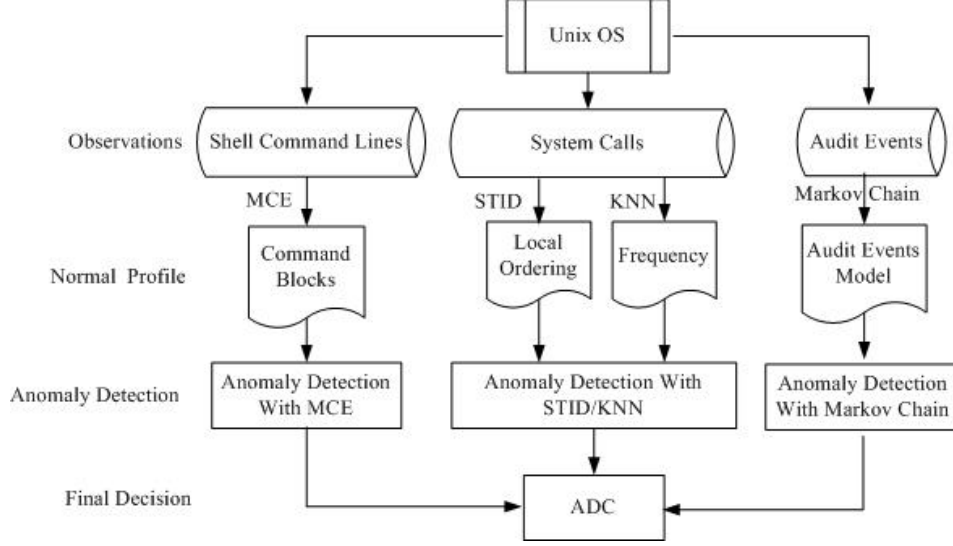 Unix OS
Observations
Shell Command Lines
System Calls
Audit Events
MCE
STID
KNN
Markov Chain
Normal Profile
Command
Blocks
Local
Ordering
Frequency
Audit Events
Model
Anomaly Detection
Anomaly Detection
With MCE
Anomaly Detection With
STID/KNN
Anomaly Detection
With Markov Chain
Final Decision
ADC